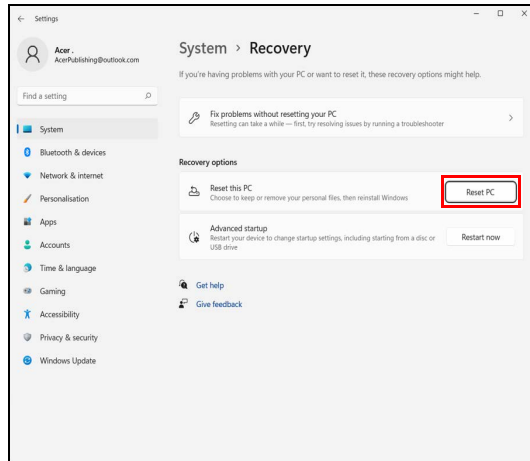 Settings
Acer .
AcerPublishing@outlook.com
Find a setting
System
Bluetooth & devices
Network & internet
Personalisation
Apps
Accounts
Time & language
Gaming
Accessibility
Privacy & security
Windows Update
System > Recovery
If you're having problems with your PC or want to reset it, these recovery options might help.
Fix problems without resetting your PC
Resetting can take a while — first, try resolving issues by running a troubleshooter
Recovery options
Reset this PC
Choose to keep or remove your personal files, then reinstall Windows
Reset PC
Advanced startup
Restart your device to change startup settings, including starting from a disc or
USB drive
Restart now
Get help
Give feedback